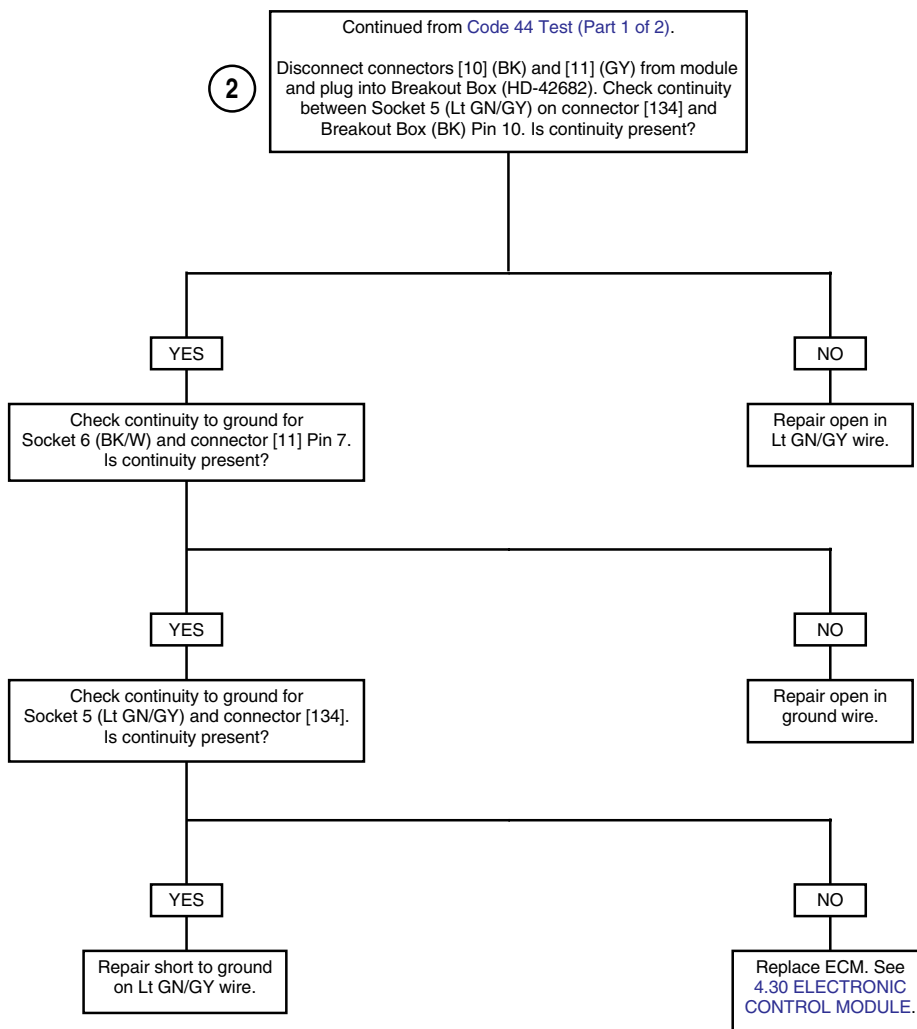 Continued from Code 44 Test (Part 1 of 2).
2
Disconnect connectors [10] (BK) and [11] (GY) from module
and plug into Breakout Box (HD-42682). Check continuity
between Socket 5 (Lt GN/GY) on connector [134] and
Breakout Box (BK) Pin 10. Is continuity present?
YES
NO
Check continuity to ground for
Socket 6 (BK/W) and connector [11] Pin 7.
Is continuity present?
Repair open in
Lt GN/GY wire.
YES
NO
Check continuity to ground for
Socket 5 (Lt GN/GY) and connector [134].
Is continuity present?
Repair open in
ground wire.
YES
NO
Repair short to ground
on Lt GN/GY wire.
Replace ECM. See
4.30 ELECTRONIC
CONTROL MODULE.